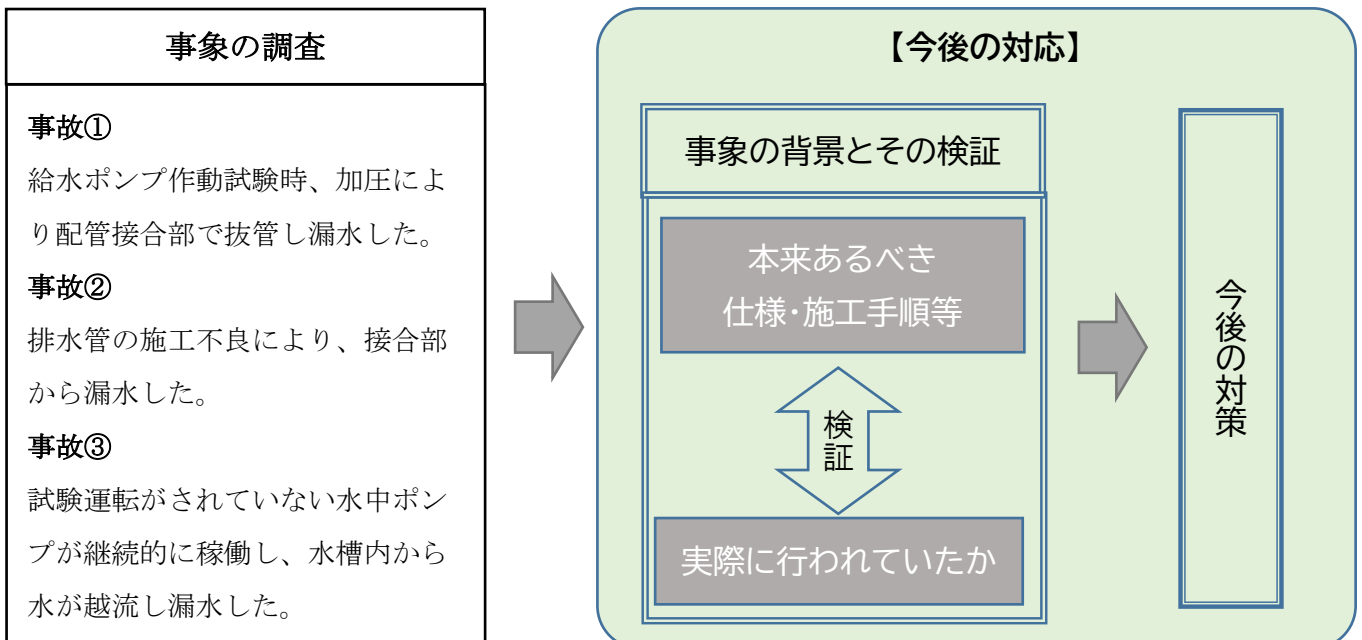 事象の調査
事故①
給水ポンプ作動試験時、加圧によ
り配管接合部で抜管し漏水した。
事故②
排水管の施工不良により、接合部
から漏水した。
事故③
試験運転がされていない水中ポン
プが継続的に稼働し、水槽内から
水が越流し漏水した。
【今後の対応】
事象の背景とその検証
本来あるべき
仕様・施工手順等
検証
実際に行われていたか
今後の対策